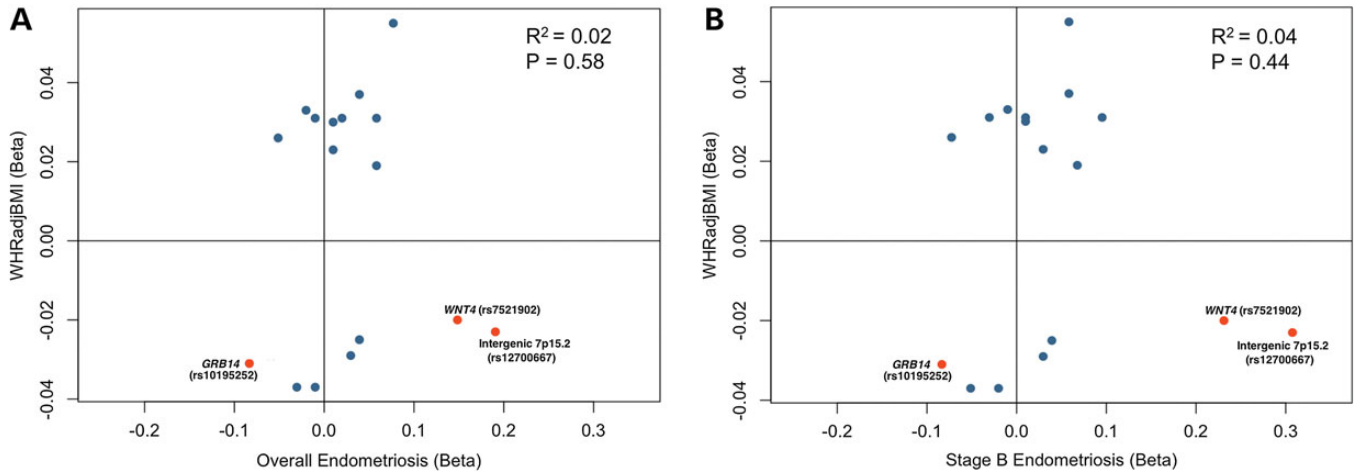 A
R² = 0.02
P = 0.58
WHRadjBMI (Beta)
0.04
0.02
0.00
-0.02
-0.04
WNT4 (rs7521902)
Intergenic 7p15.2
(rs12700667)
GRB14
(rs10195252)
-0.2 -0.1 0.0 0.1 0.2 0.3
Overall Endometriosis (Beta)
B
R² = 0.04
P = 0.44
WHRadjBMI (Beta)
0.04
0.02
0.00
-0.02
-0.04
WNT4 (rs7521902)
Intergenic 7p15.2
(rs12700667)
GRB14
(rs10195252)
-0.2 -0.1 0.0 0.1 0.2 0.3
Stage B Endometriosis (Beta)